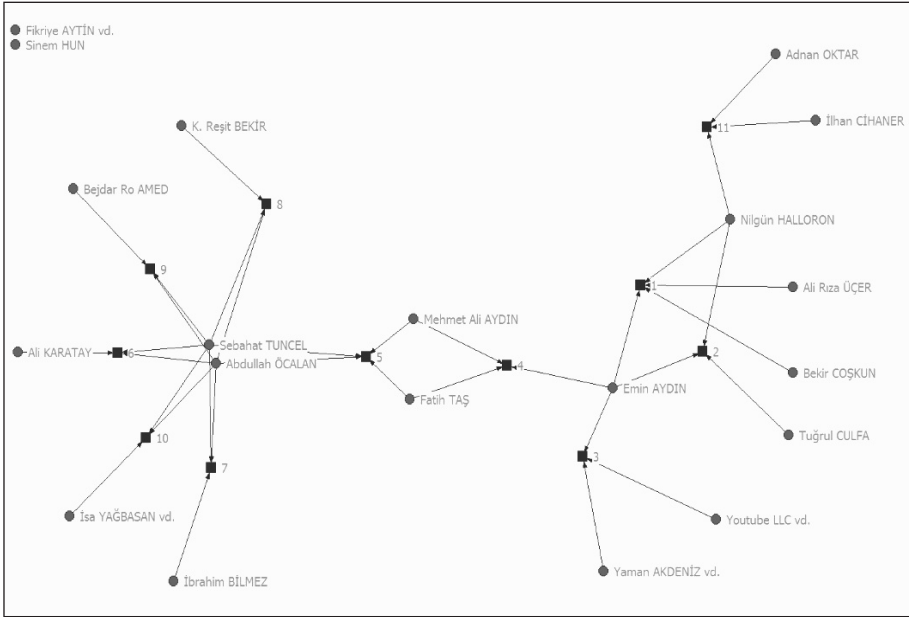 Fikriye AYTİN vd.
Sinem HUN
Adnan OKTAR
K. Reşit BEKİR
İlhan CİHANER
11
Bejdar Ro AMED
8
Nilgün HALLORON
9
1
Ali Rıza ÜÇER
Mehmet Ali AYDIN
Sebahat TUNCEL
Ali KARATAY
6
5
2
Abdullah ÖCALAN
4
Bekir COŞKUN
Emin AYDIN
Fatih TAŞ
10
Tuğrul CULFA
3
7
İsa YAĞBASAN vd.
Youtube LLC vd.
Yaman AKDENİZ vd.
İbrahim BİLMEZ